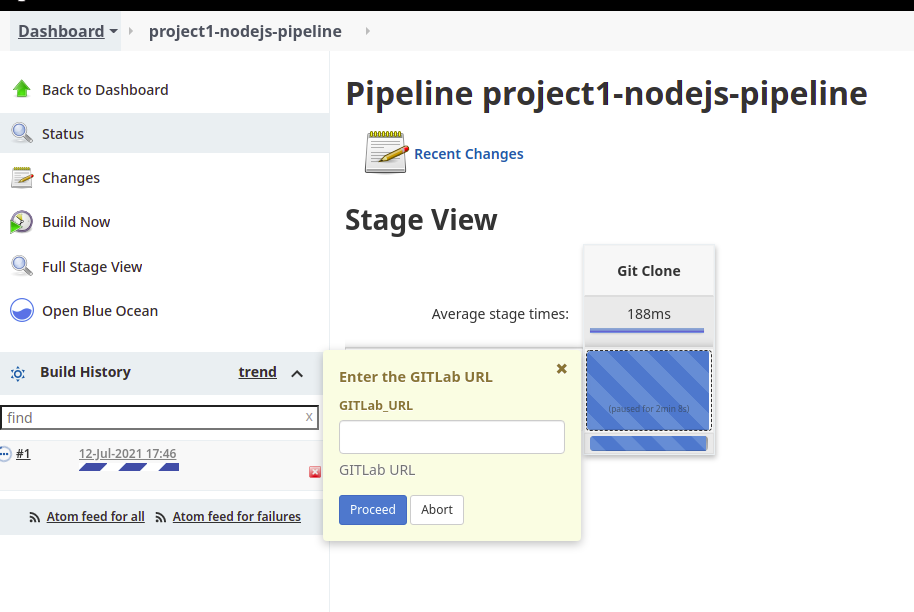 Dashboard project1-nodejs-pipeline
Back to Dashboard
Status
Changes
Build Now
Full Stage View
Open Blue Ocean
Build History trend
find X
#1 12-Jul-2021 17:46
Atom feed for all Atom feed for failures
Pipeline project1-nodejs-pipeline
Recent Changes
Stage View
Git Clone
Average stage times: 188ms
(paused for 2min 8s)
Enter the GITLab URL
GITLab_URL
GITLab URL
Proceed Abort